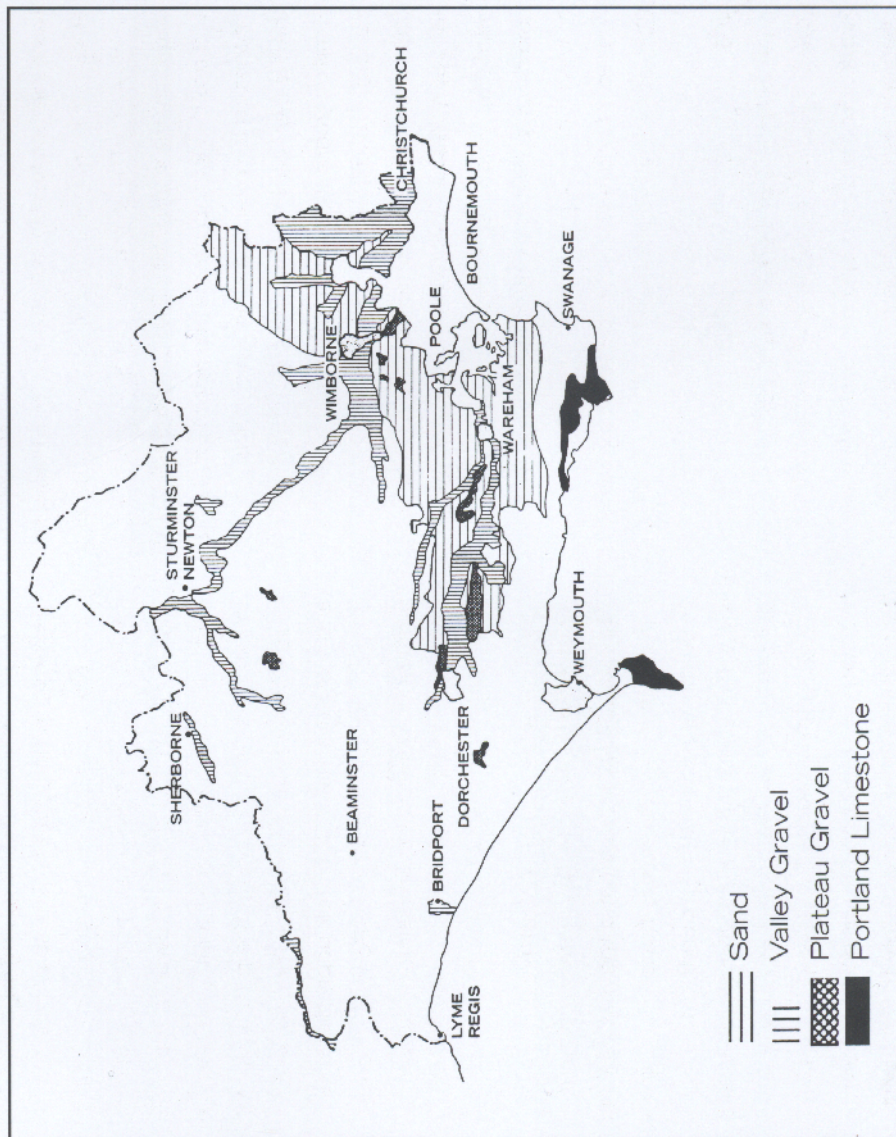 STURMINSTER
NEWTON
SHERBORNE
WIMBORNE
CHRISTCHURCH
BEAMINSTER
POOLE
BOURNEMOUTH
BRIDPORT
DORCHESTER
WAREHAM
LYME
REGIS
WEYMOUTH
SWANAGE
Sand
Valley Gravel
Plateau Gravel
Portland Limestone